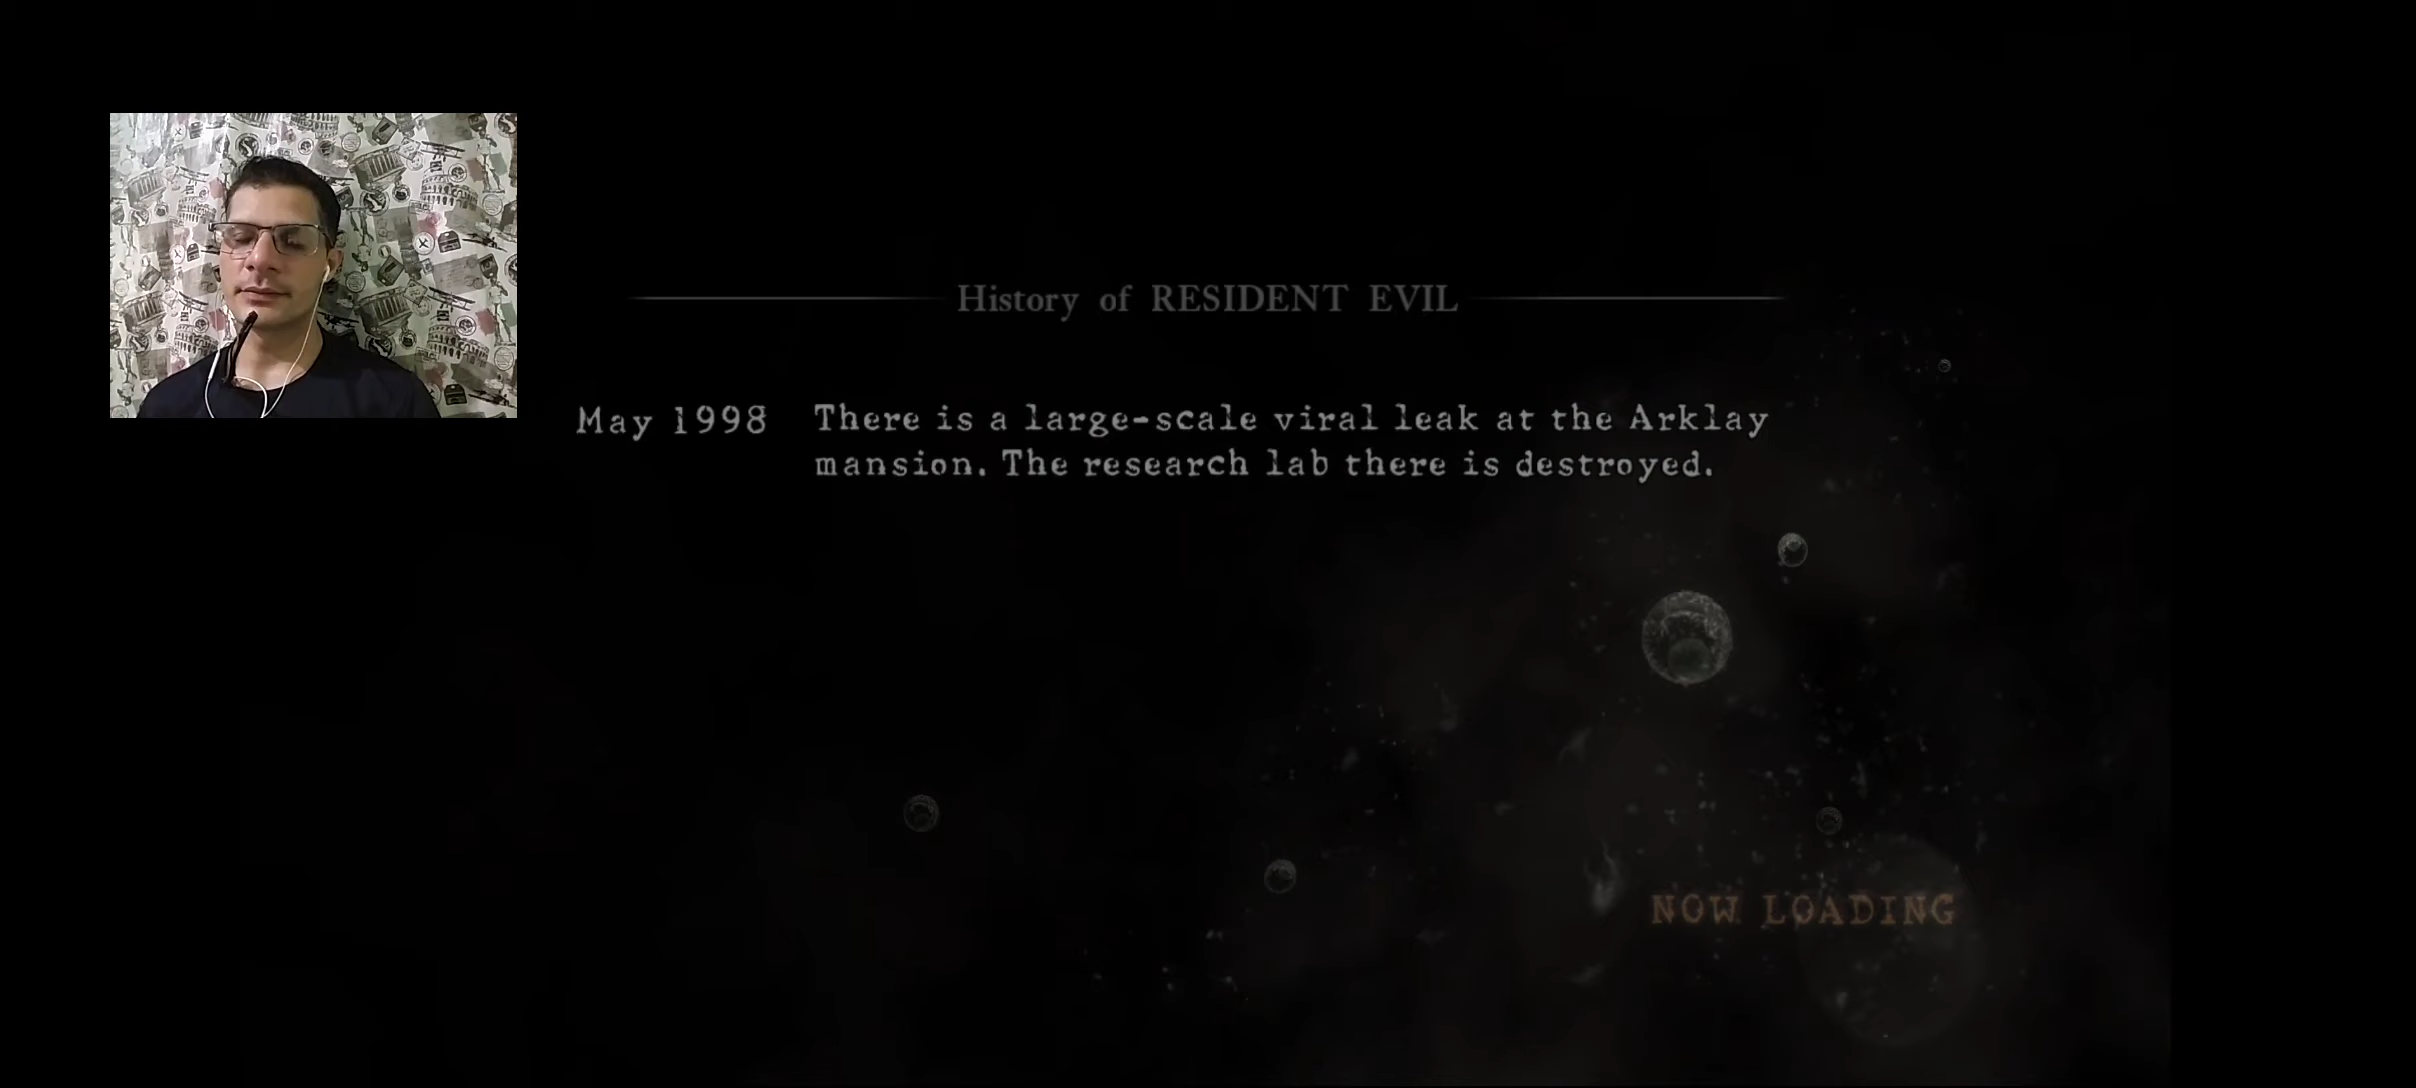 History of RESIDENT EVIL
May 1998 There is a large-scale viral leak at the Arklay
mansion. The research lab there is destroyed.
NOW LOADING